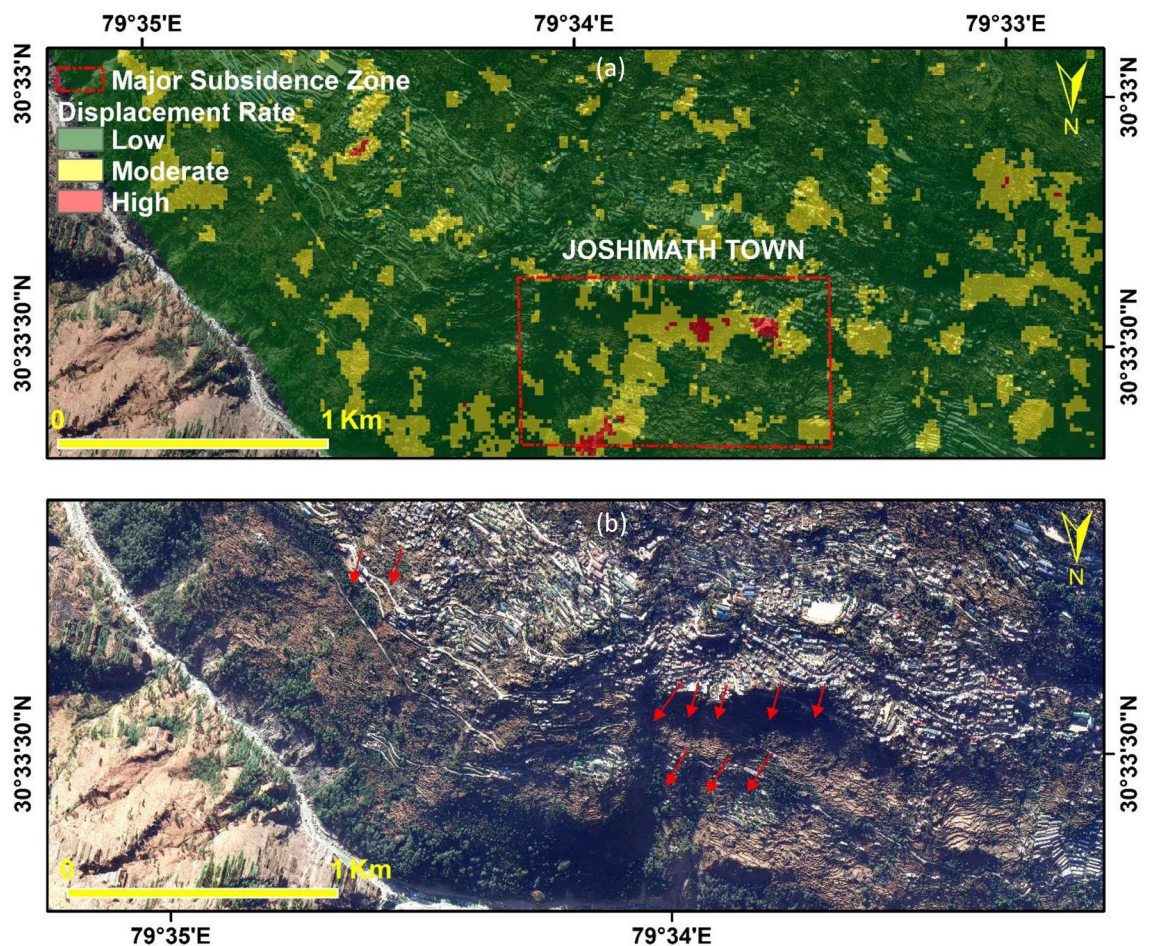 79°35'E 79°34'E 79°33'E
(a)
30°33'N
30°33'N
Major Subsidence Zone
Displacement Rate
Low
Moderate
High
N
JOSHIMATH TOWN
30°33'30"N
30°33'30"N
0 1 Km
(b)
N
30°33'30"N
30°33'30"N
0 1 Km
79°35'E 79°34'E